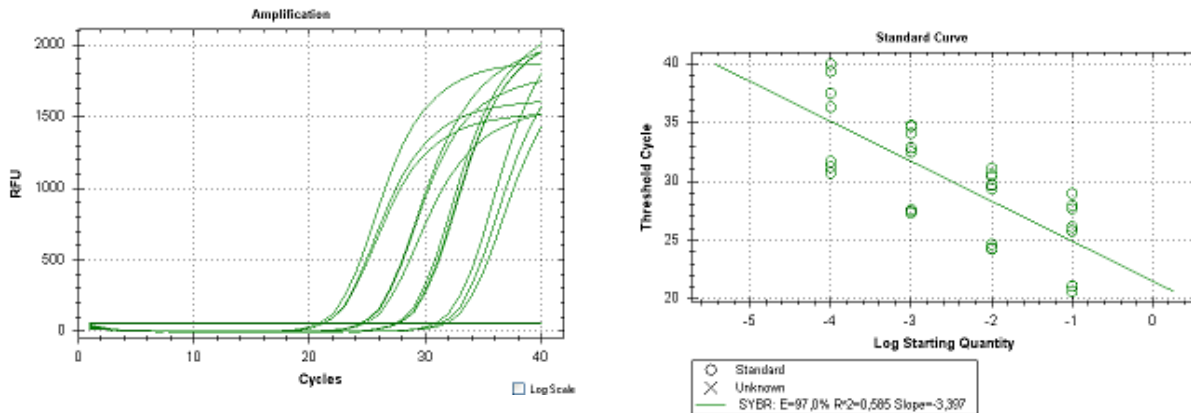 Amplification
2000
1500
1000
500
0
RFU
0 10 20 30 40
Cycles
Log Scale
Standard Curve
40
35
30
25
20
Threshold Cycle
-5 -4 -3 -2 -1 0
Log Starting Quantity
Standard
Unknown
SYBR: E=97,0% R^2=0,585 Slope=-3,397